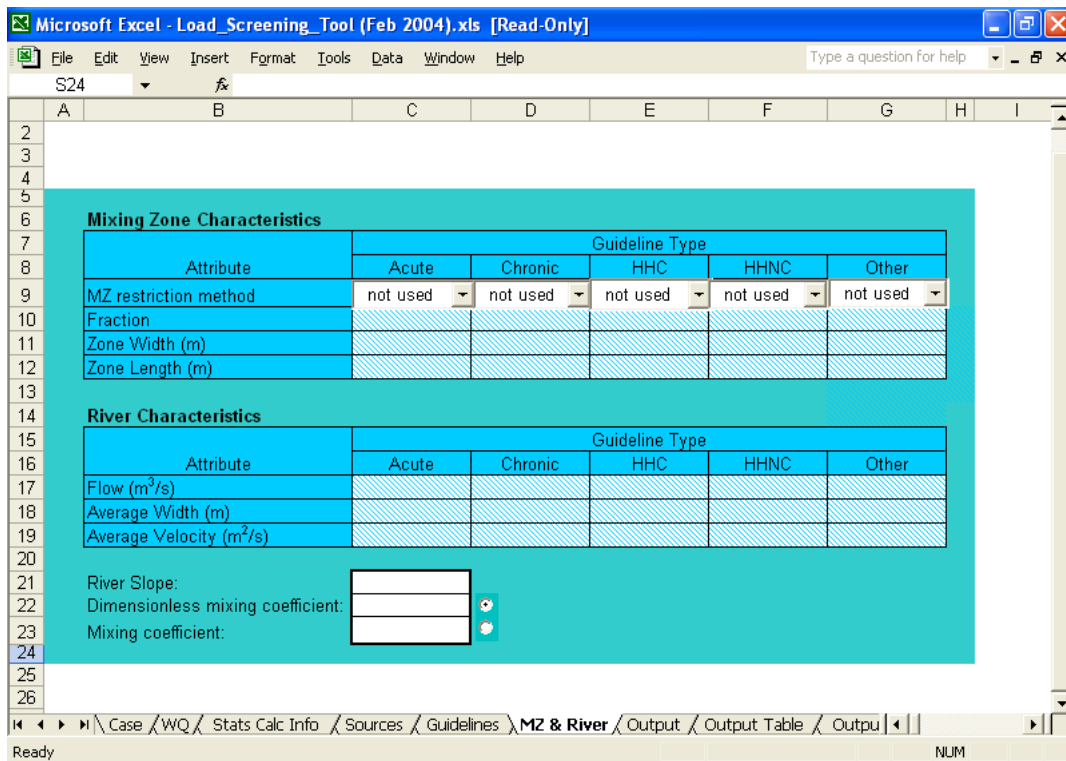 Microsoft Excel - Load_Screening_Tool (Feb 2004).xls [Read-Only]
File Edit View Insert Format Tools Data Window Help Type a question for help
S24 fx
A B C D E F G H I
2
3
4
5
6 Mixing Zone Characteristics
7 Guideline Type
8 Attribute Acute Chronic HHC HHNC Other
9 MZ restriction method not used not used not used not used not used
10 Fraction
11 Zone Width (m)
12 Zone Length (m)
13
14 River Characteristics
15 Guideline Type
16 Attribute Acute Chronic HHC HHNC Other
17 Flow (m³/s)
18 Average Width (m)
19 Average Velocity (m²/s)
20
21 River Slope:
22 Dimensionless mixing coefficient:
23 Mixing coefficient:
24
25
26
Case / WQ / Stats Calc Info / Sources / Guidelines \ MZ & River / Output / Output Table / Outpu
Ready NUM